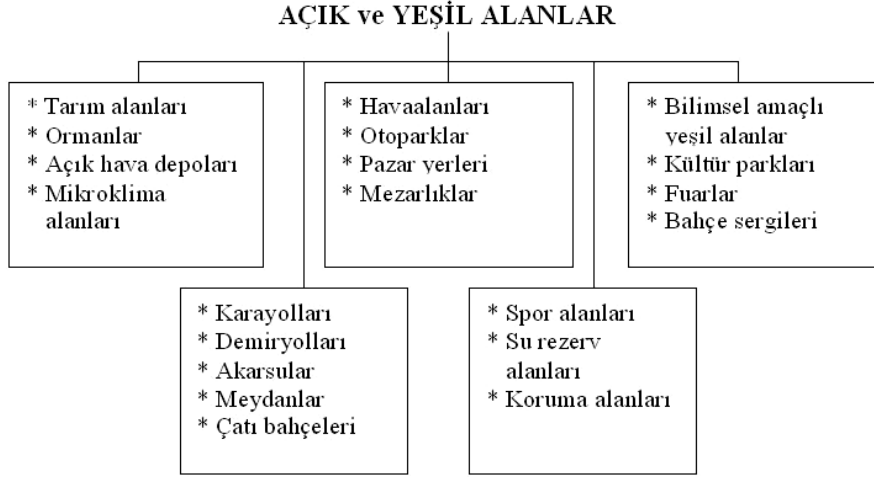 AÇIK ve YEŞİL ALANLAR
* Tarım alanları
* Ormanlar
* Açık hava depoları
* Mikroklima
alanları
* Havaalanları
* Otoparklar
* Pazar yerleri
* Mezarlıklar
* Bilimsel amaçlı
yeşil alanlar
* Kültür parkları
* Fuarlar
* Bahçe sergileri
* Karayolları
* Demiryolları
* Akarsular
* Meydanlar
* Çatı bahçeleri
* Spor alanları
* Su rezerv
alanları
* Koruma alanları